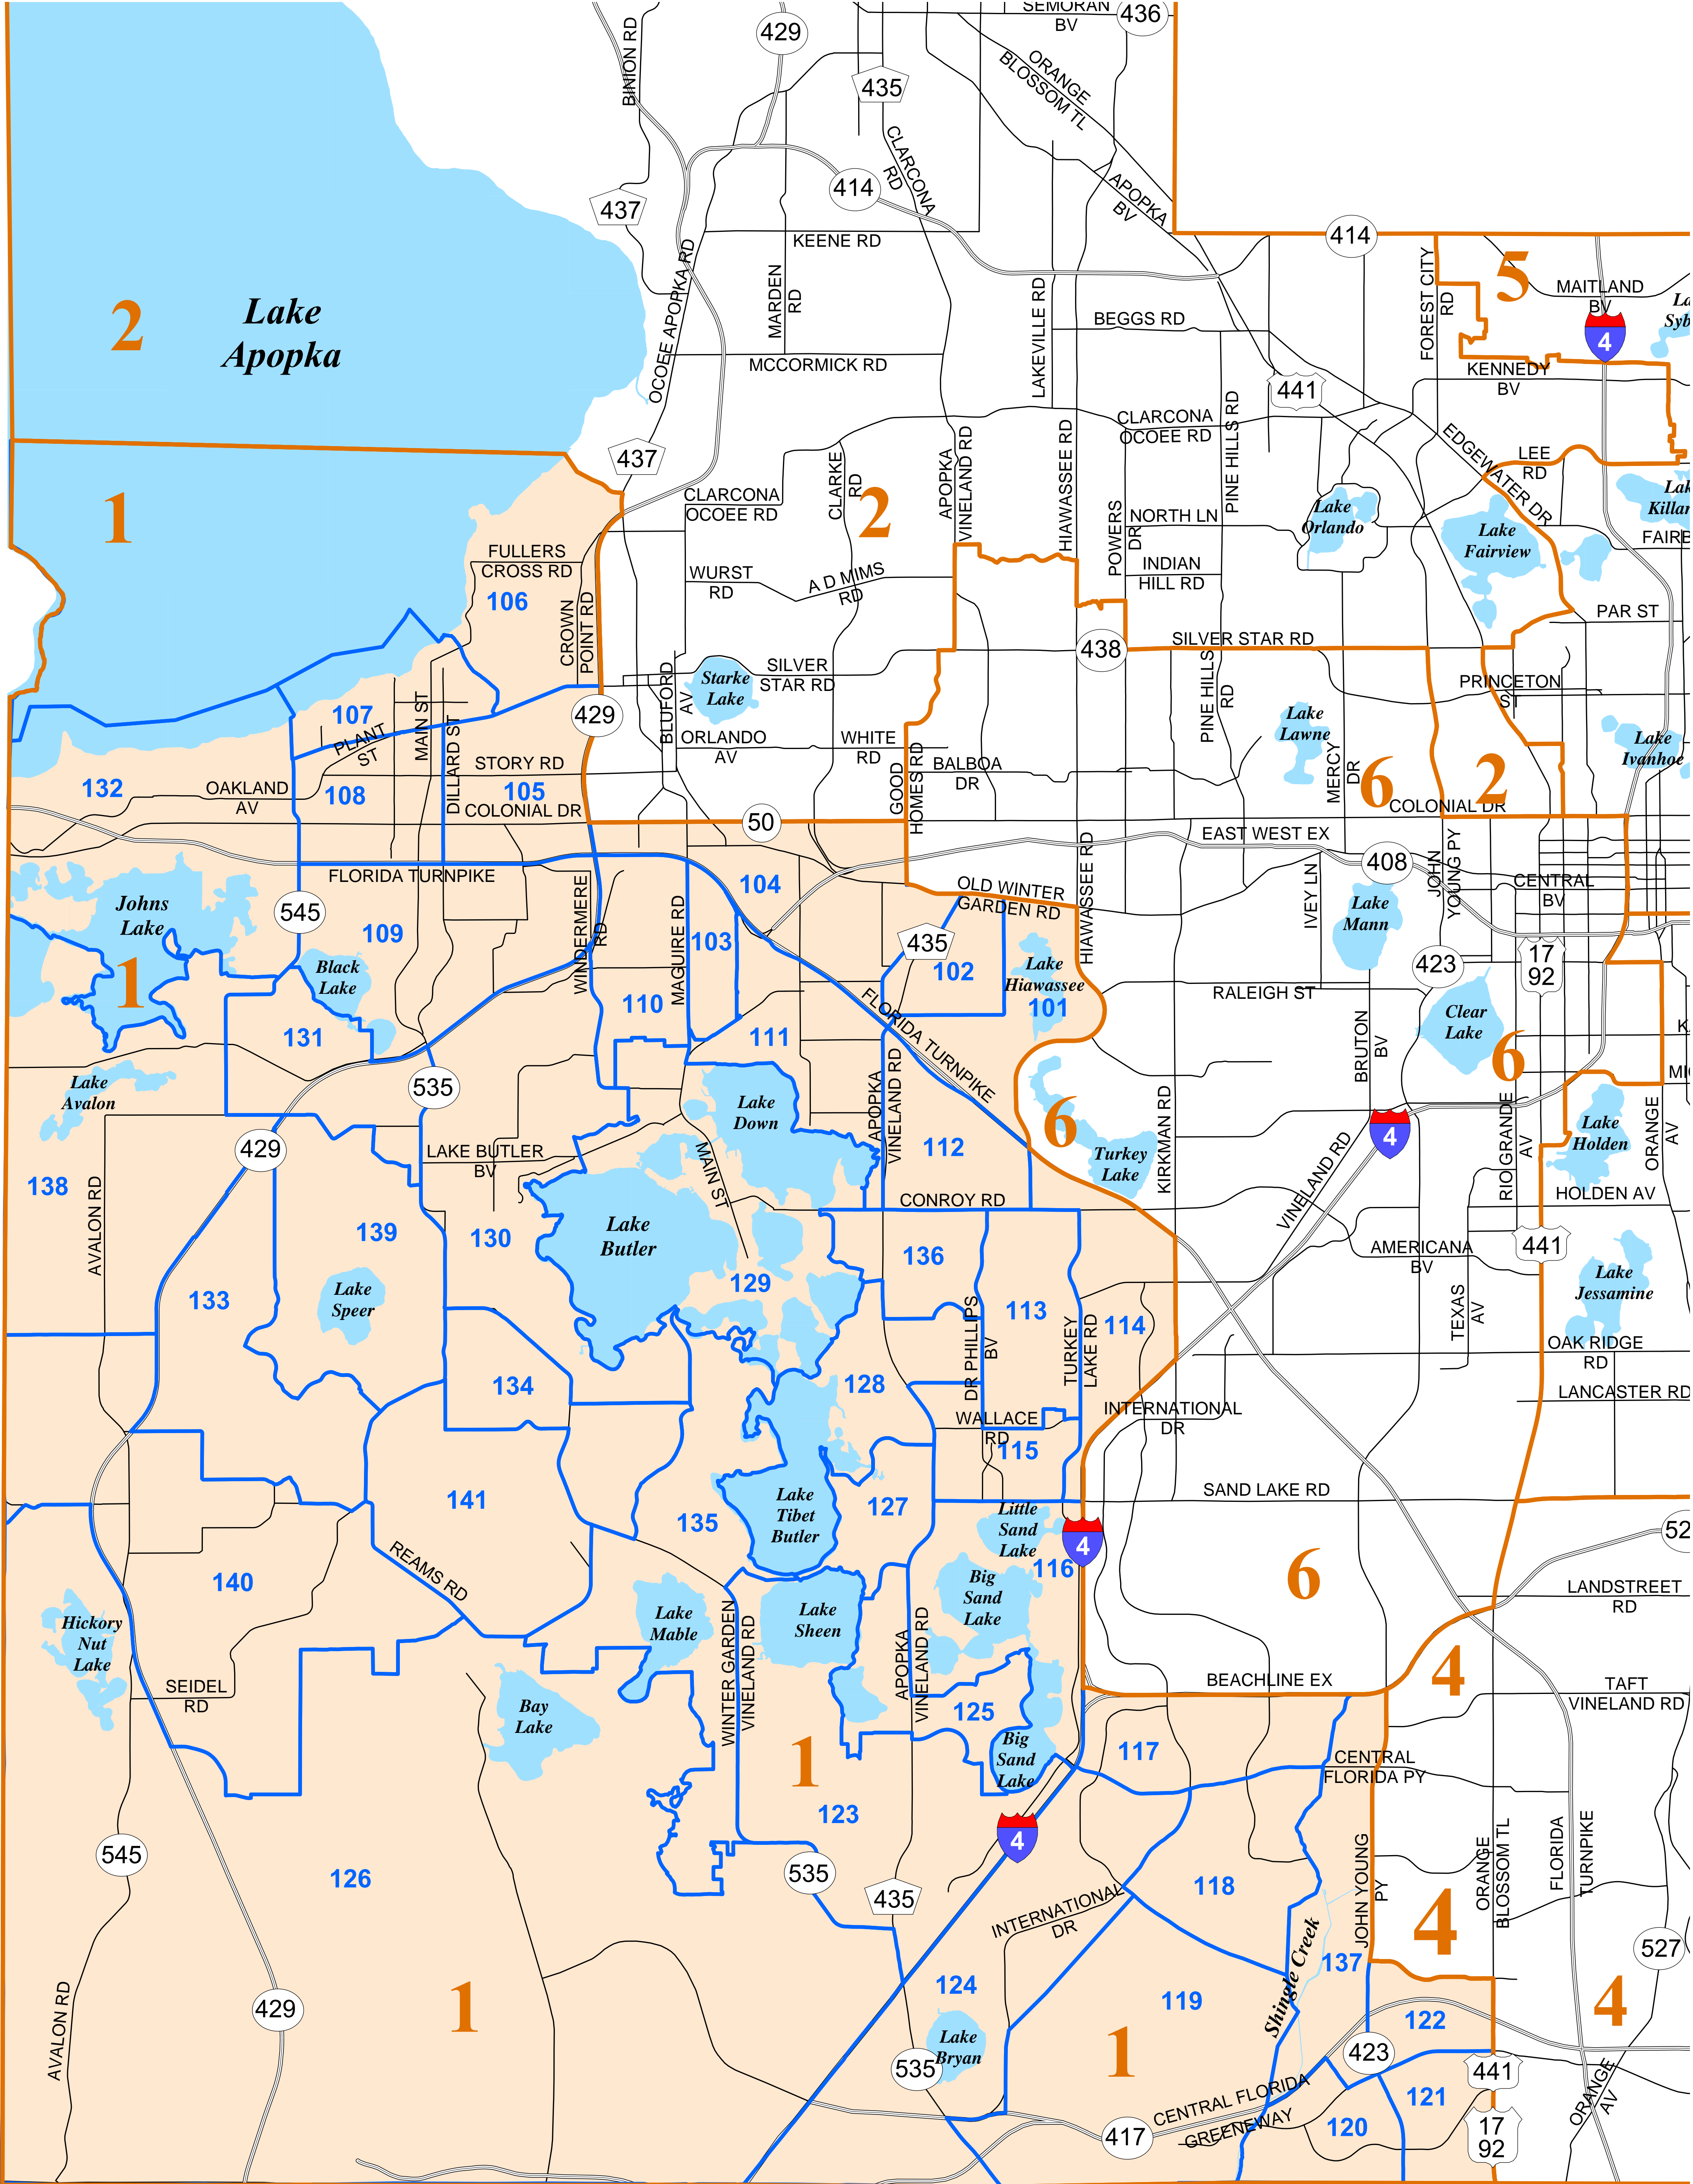 SEMORAN
BV
436
429
BINION RD
435
ORANGE
BLOSSOM TL
CLARCONA
RD
414
APOPKA
BV
437
KEENE RD
414
OCOEE APOPKA RD
MARDEN
RD
LAKEVILLE RD
FOREST CITY
RD
5
MAITLAND
BV
4
2
Lake
Apopka
BEGGS RD
MCCORMICK RD
KENNEDY
BV
441
CLARCONA
OCOEE RD
PINE HILLS RD
EDGEWATER DR
LEE
RD
437
CLARKE
RD
APOPKA
VINELAND RD
HIAWASSEE RD
1
CLARCONA
OCOEE RD
2
POWERS
DR
NORTH LN
Lake
Orlando
Lake
Fairview
FULLERS
CROSS RD
106
WURST
RD
A D MIMS
RD
INDIAN
HILL RD
CROWN
POINT RD
PAR ST
438
SILVER STAR RD
SILVER
STAR RD
Starke
Lake
PINE HILLS
RD
PRINCETON
ST
107
PLANT
ST
MAIN ST
DILLARD ST
429
BLUFORD
AV
Lake
Lawne
ORLANDO
AV
WHITE
RD
GOOD
HOMES RD
BALBOA
DR
MERCY
DR
Lake
Ivanhoe
STORY RD
132
OAKLAND
AV
108
105
COLONIAL DR
6
2
COLONIAL DR
50
EAST WEST EX
408
FLORIDA TURNPIKE
JOHN
YOUNG PY
CENTRAL
BV
104
OLD WINTER
GARDEN RD
HIAWASSEE RD
IVEY LN
Johns
Lake
545
109
WINDERMERE
RD
MAGUIRE RD
103
435
102
Lake
Hiawassee
101
Lake
Mann
423
17
92
1
Black
Lake
110
RALEIGH ST
131
111
FLORIDA TURNPIKE
BRUTON
BV
Clear
Lake
6
Lake
Avalon
535
Lake
Down
APOPKA
VINELAND RD
6
KIRKMAN RD
4
RIO GRANDE
AV
Lake
Holden
ORANGE
AV
429
LAKE BUTLER
BV
MAIN ST
112
Turkey
Lake
VINELAND RD
138
AVALON RD
CONROY RD
HOLDEN AV
139
130
Lake
Butler
136
AMERICANA
BV
441
133
Lake
Speer
129
DR PHILLIPS
BV
113
TURKEY
LAKE RD
114
TEXAS
AV
Lake
Jessamine
OAK RIDGE
RD
134
128
LANCASTER RD
WALLACE
RD
115
INTERNATIONAL
DR
141
135
Lake
Tibet
Butler
127
SAND LAKE RD
Little
Sand
Lake
4
116
REAMS RD
140
Big
Sand
Lake
6
LANDSTREET
RD
Hickory
Nut
Lake
Lake
Mable
WINTER GARDEN
VINELAND RD
Lake
Sheen
APOPKA
VINELAND RD
4
SEIDEL
RD
BEACHLINE EX
TAFT
VINELAND RD
Bay
Lake
125
Big
Sand
Lake
117
1
CENTRAL
FLORIDA PY
123
4
545
126
535
435
118
JOHN YOUNG
PY
ORANGE
BLOSSOM TL
FLORIDA
TURNPIKE
INTERNATIONAL
DR
4
Shingle Creek
137
527
124
119
AVALON RD
429
1
122
4
Lake
Bryan
535
1
423
441
CENTRAL FLORIDA
GREENEWAY
121
ORANGE
AV
417
120
17
92